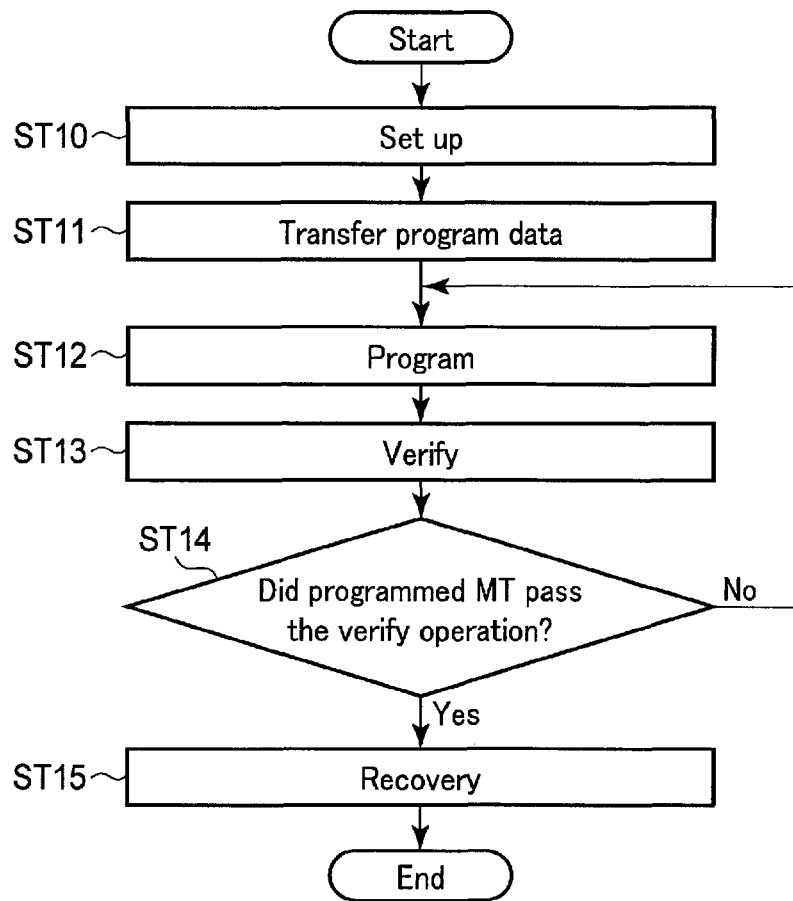 Start
ST10
Set up
ST11
Transfer program data
ST12
Program
ST13
Verify
ST14
Did programmed MT pass
the verify operation?
No
Yes
ST15
Recovery
End